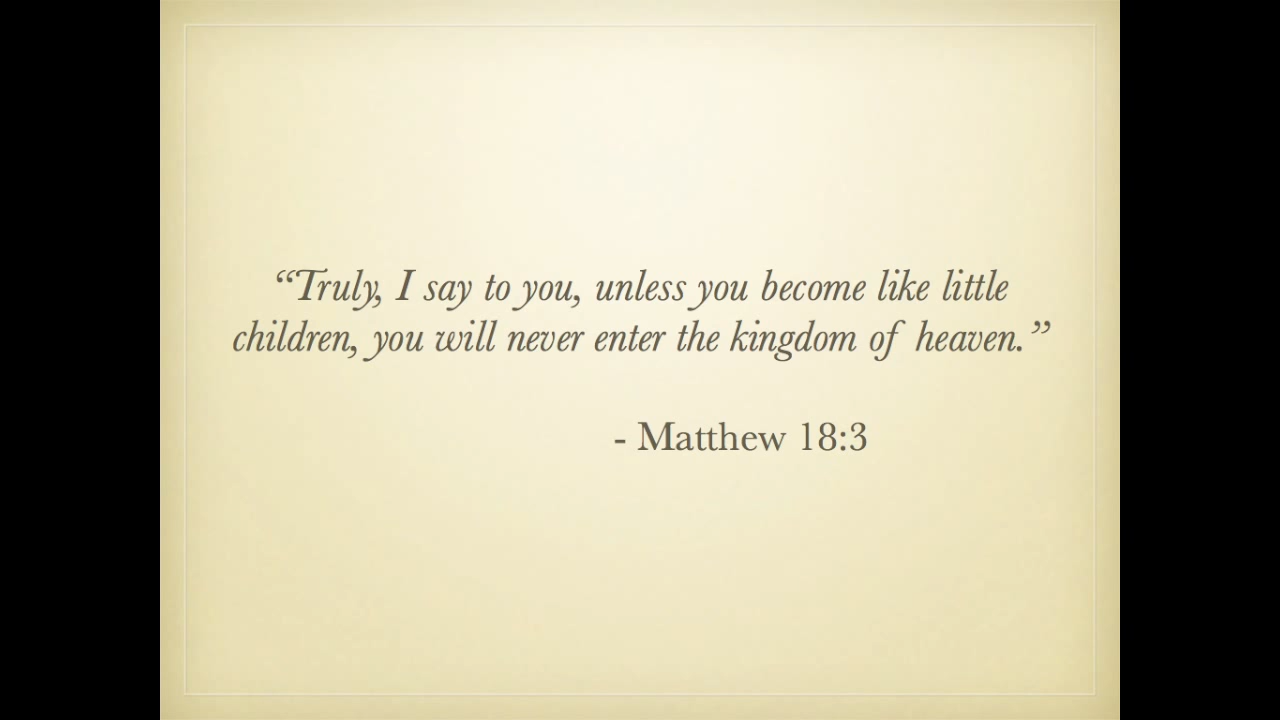 “Truly, I say to you, unless you become like little
children, you will never enter the kingdom of heaven.”
- Matthew 18:3